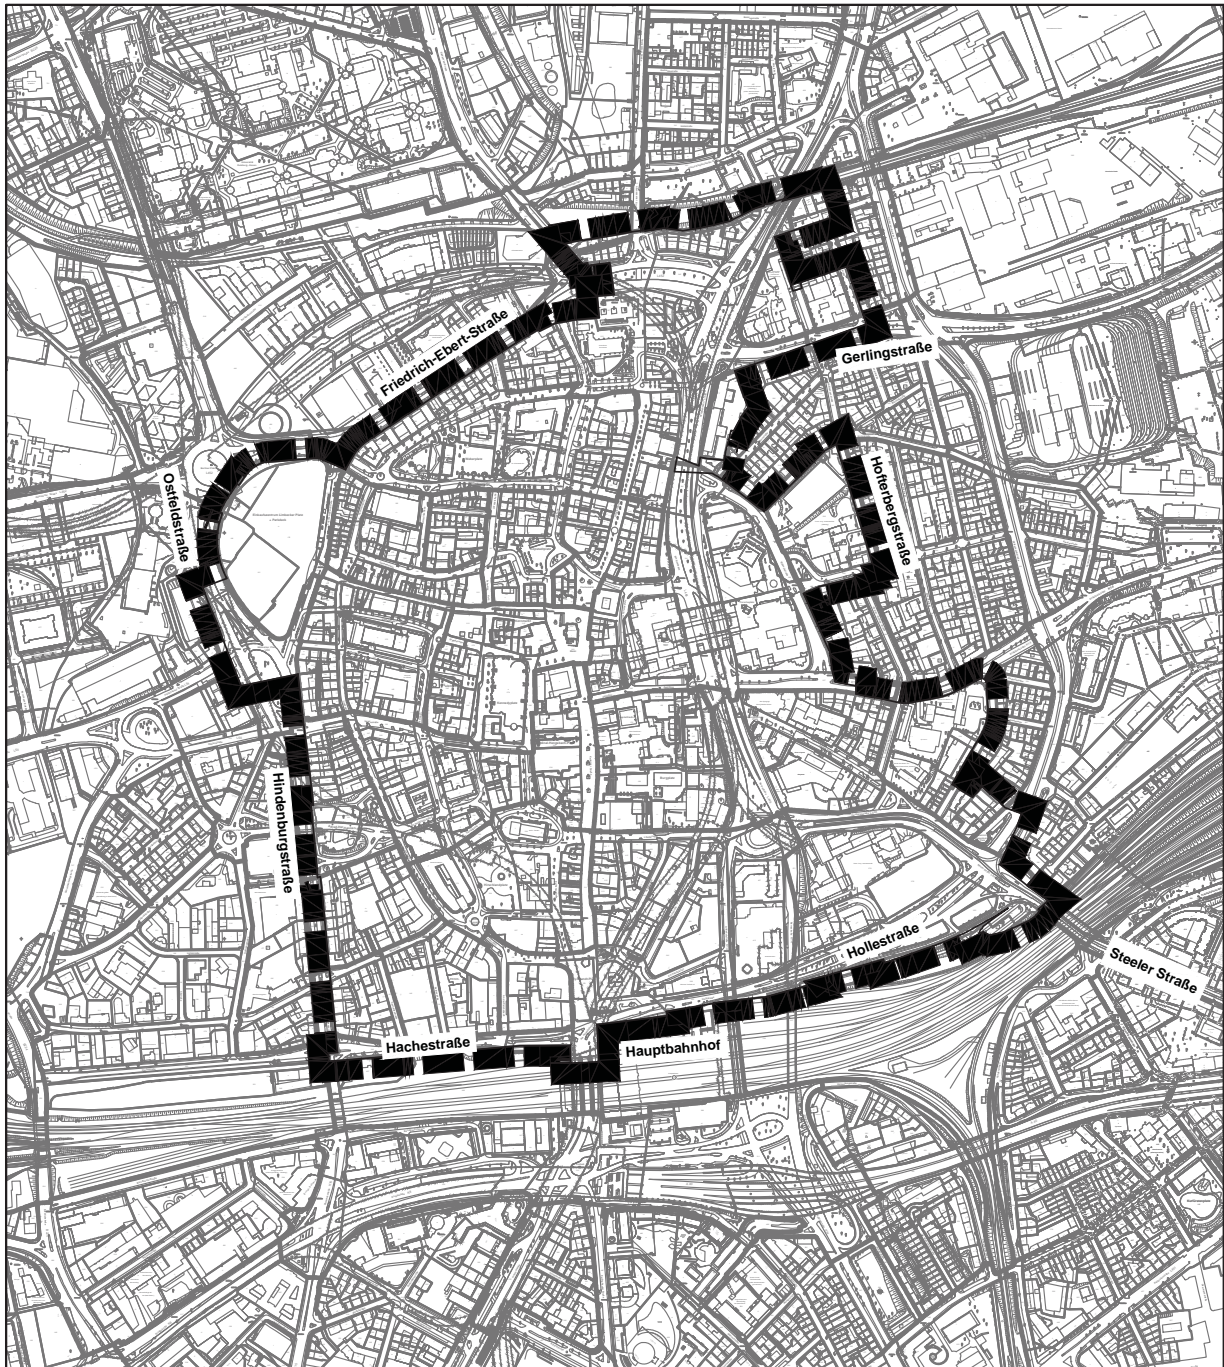 Friedrich-Ebert-Straße
Gerlingstraße
Ostfeldstraße
Hofterbergstraße
Hindenburgstraße
Hollestraße
Steeler Straße
Hachestraße
Hauptbahnhof